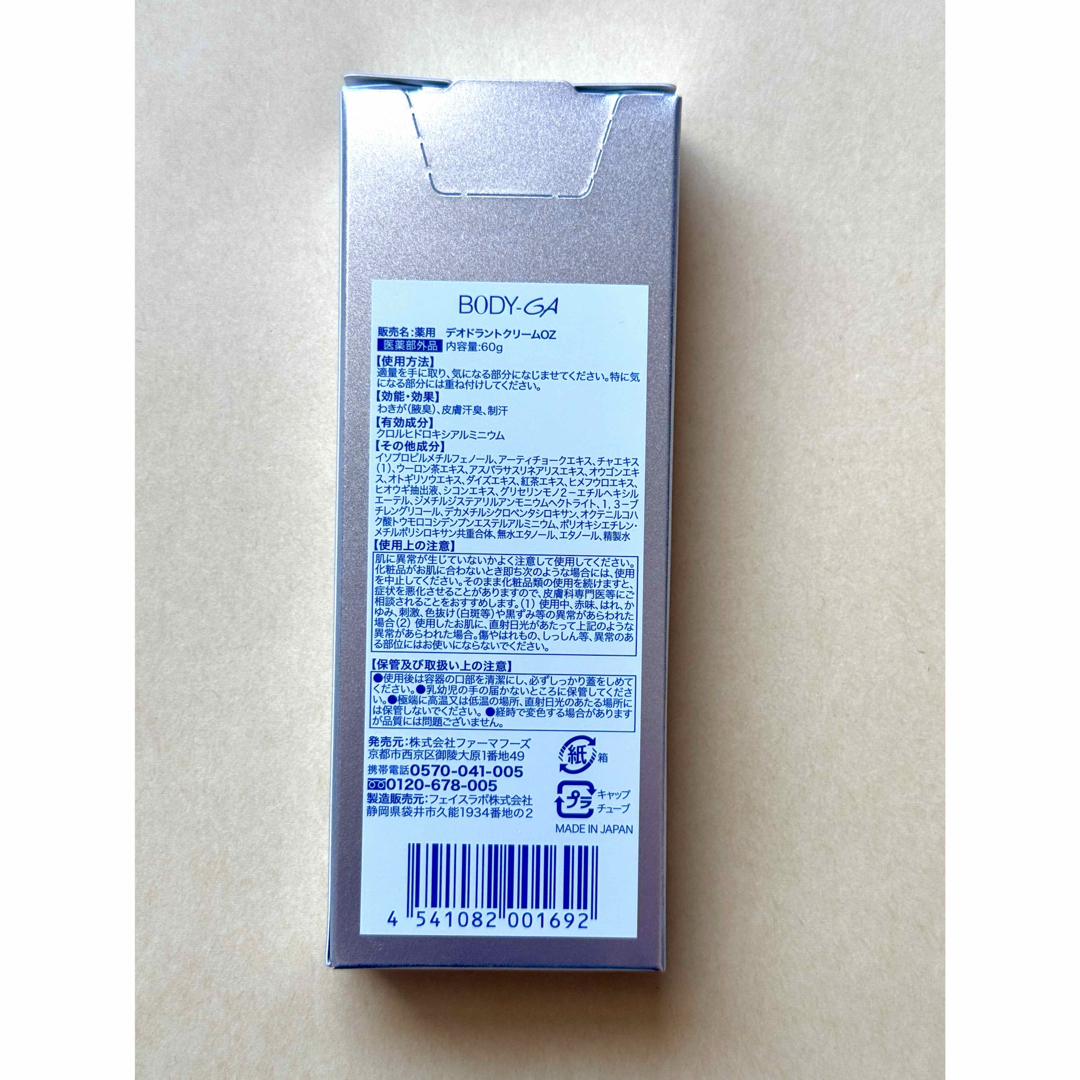 BODY-GA
販売名:薬用 デオドラントクリームOZ
医薬部外品 内容量:60g
【使用方法】
適量を手に取り、気になる部分になじませてください。特に気
になる部分には重ね付けしてください。
【効能・効果】
わきが(腋臭)、皮膚汗臭、制汗
【有効成分】
クロルヒドロキシアルミニウム
【その他成分】
イソプロピルメチルフェノール、アーティチョークエキス、チャエキス
(1)、ウーロン茶エキス、アスパラサスリネアリスエキス、オウゴンエキ
ス、オトギリソウエキス、ダイズエキス、紅茶エキス、ヒメフウロエキス、
ヒオウギ抽出液、シコンエキス、グリセリンモノ2-エチルヘキシル
エーテル、ジメチルジステアリルアンモニウムヘクトライト、1,3-ブ
チレングリコール、デカメチルシクロペンタシロキサン、オクテニルコハ
ク酸トウモロコシデンプンエステルアルミニウム、ポリオキシエチレン・
メチルポリシロキサン共重合体、無水エタノール、エタノール、精製水
【使用上の注意】
肌に異常が生じていないかよく注意して使用してください。
化粧品がお肌に合わないとき即ち次のような場合には、使用
を中止してください。そのまま化粧品類の使用を続けますと、
症状を悪化させることがありますので、皮膚科専門医等にご
相談されることをおすすめします。(1) 使用中、赤味、はれ、か
ゆみ、刺激、色抜け(白斑等)や黒ずみ等の異常があらわれた
場合(2) 使用したお肌に、直射日光があたって上記のような
異常があらわれた場合。傷やはれもの、しっしん等、異常のあ
る部位にはお使いにならないでください。
【保管及び取扱い上の注意】
●使用後は容器の口部を清潔にし、必ずしっかり蓋をしめて
ください。●乳幼児の手の届かないところに保管してくださ
い。●極端に高温又は低温の場所、直射日光のあたる場所に
は保管しないでください。●経時で変色する場合があります
が品質には問題ございません。
発売元:株式会社ファーマフーズ
京都市西京区御陵大原1番地49
携帯電話0570-041-005
0120-678-005
製造販売元:フェイスラボ株式会社
静岡県袋井市久能1934番地の2
紙 箱
プラ キャップ
チューブ
MADE IN JAPAN
4 541082 001692